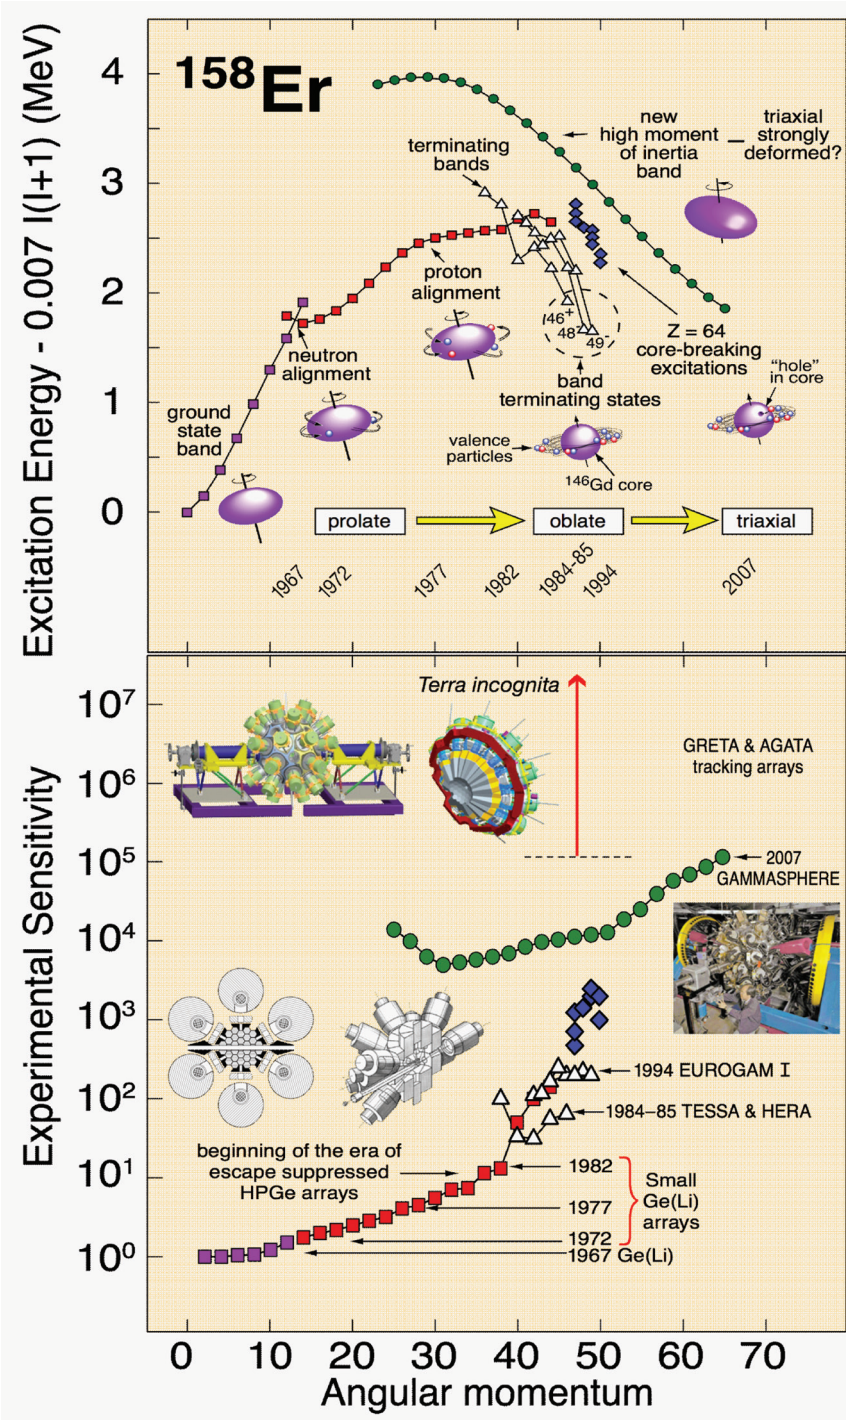 Excitation Energy - 0.007 I(I+1) (MeV)
4
3
2
1
0
158Er
terminating
bands
new
high moment
of inertia
band
triaxial
strongly
deformed?
proton
alignment
neutron
alignment
ground
state
band
46+
48-
49-
Z = 64
core-breaking
excitations
band
terminating states
"hole"
in core
valence
particles
146Gd core
prolate
oblate
triaxial
1967
1972
1977
1982
1984-85
1994
2007
Experimental Sensitivity
10^7
10^6
10^5
10^4
10^3
10^2
10^1
10^0
Terra incognita
GRETA & AGATA
tracking arrays
2007
GAMMASPHERE
1994 EUROGAM I
1984–85 TESSA & HERA
beginning of the era of
escape suppressed
HPGe arrays
1982
1977
1972
1967 Ge(Li)
Small
Ge(Li)
arrays
0 10 20 30 40 50 60 70
Angular momentum